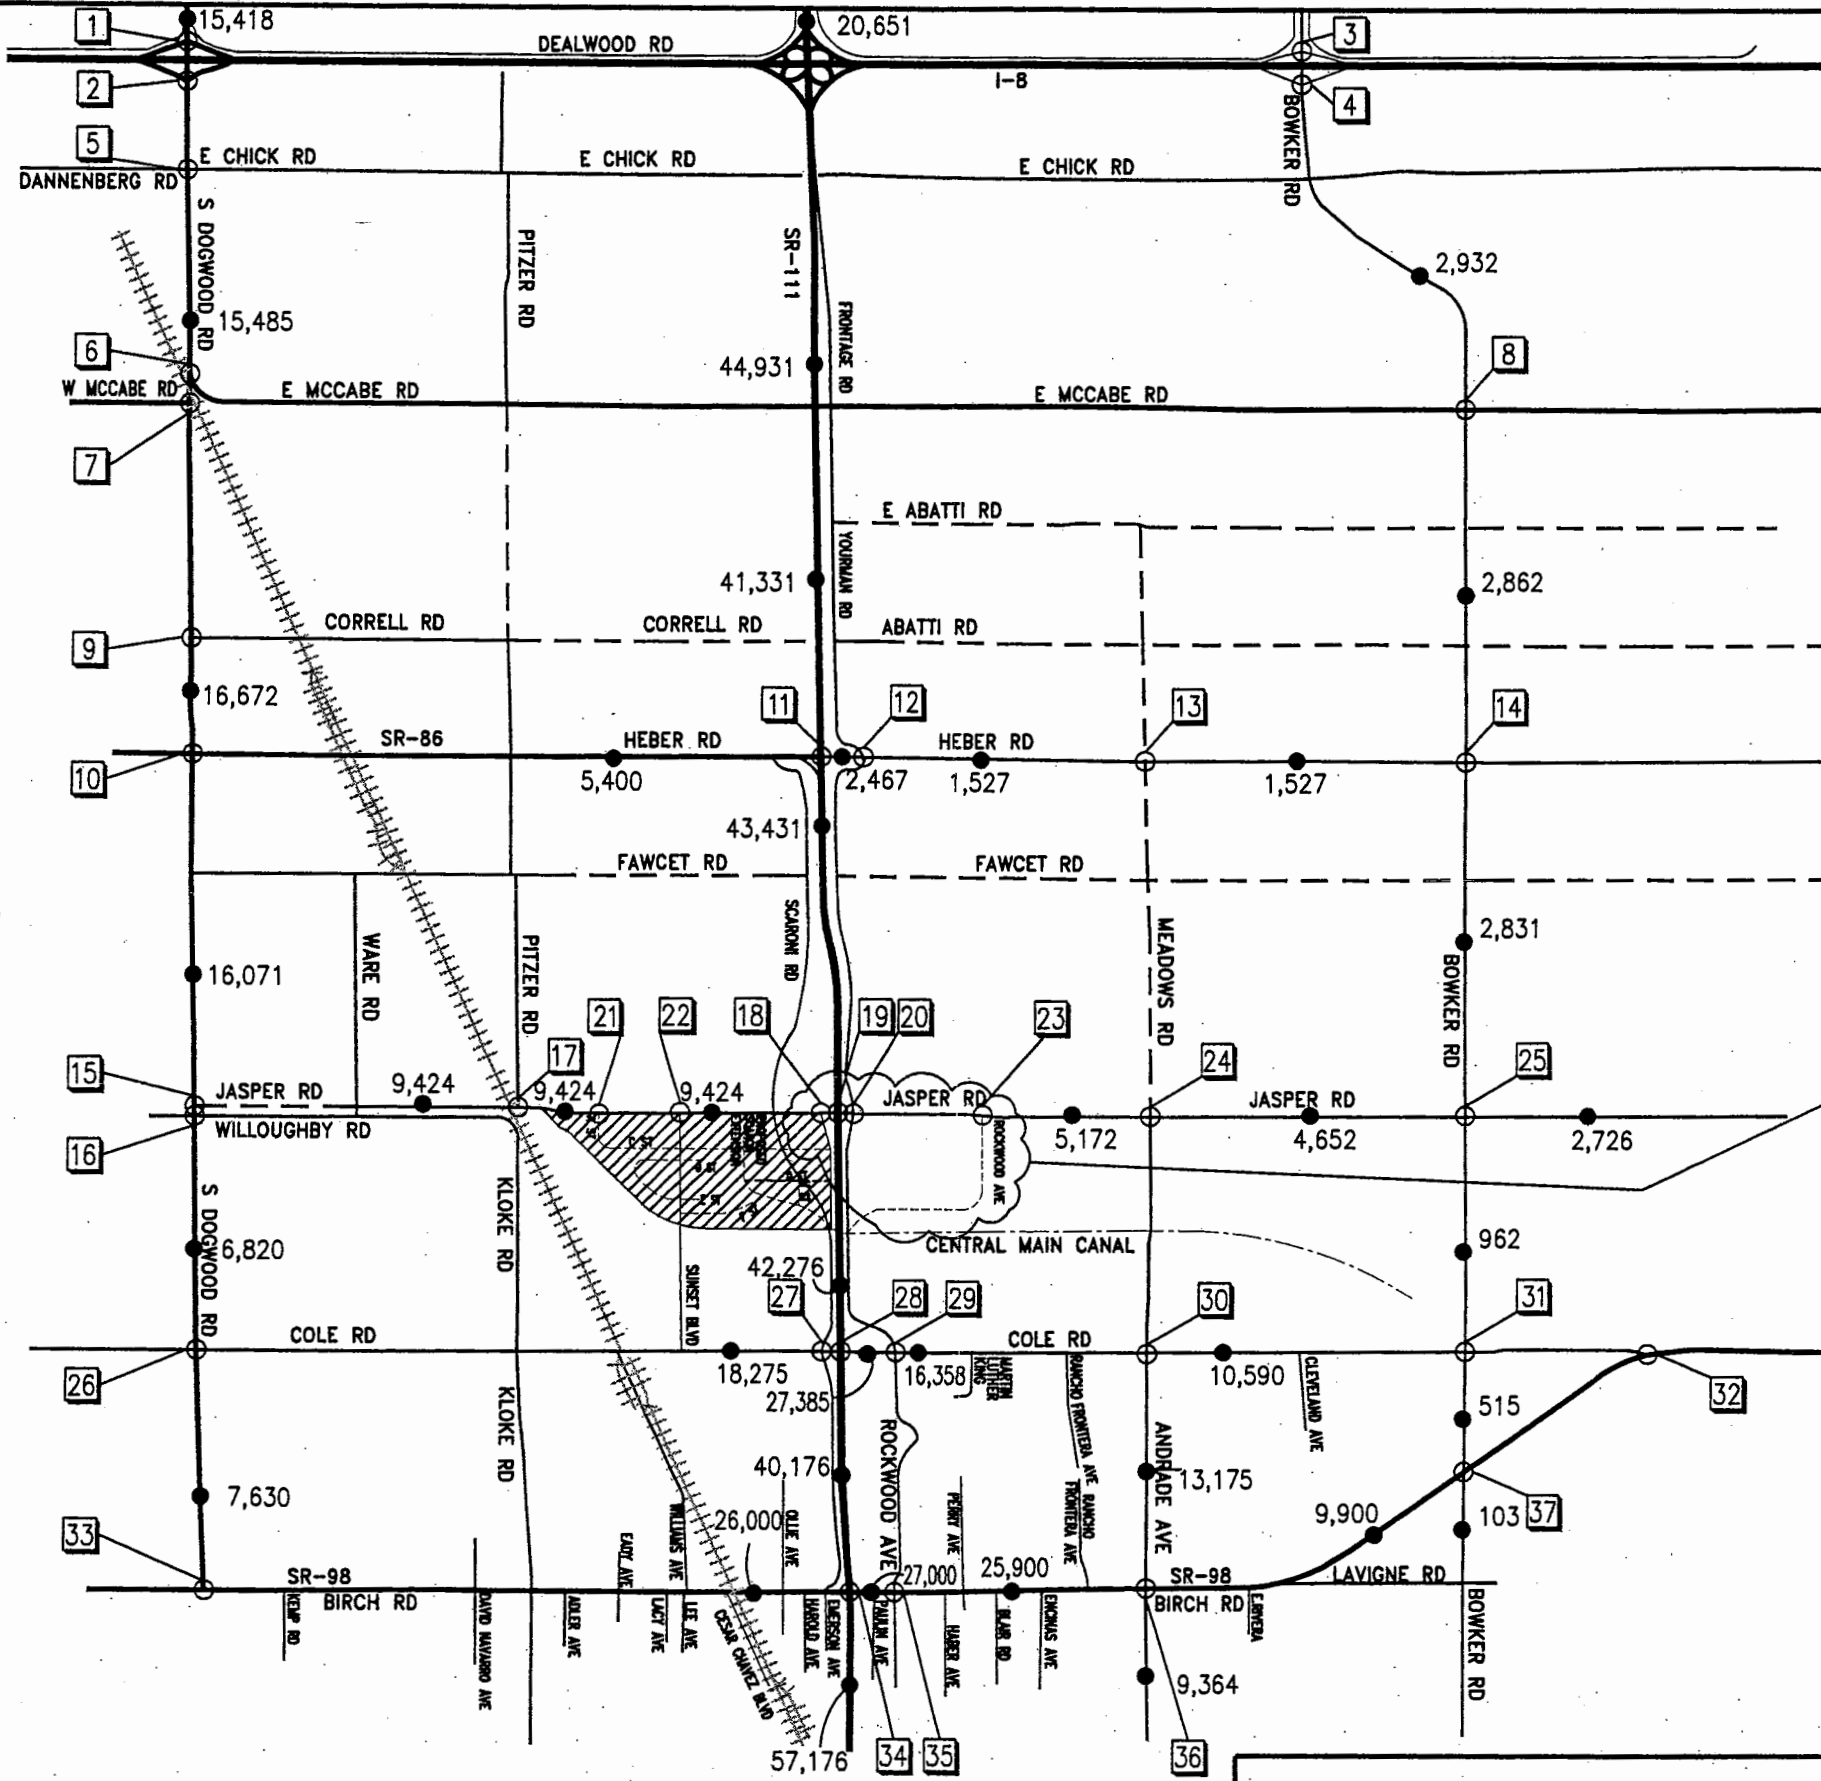 1
15,418
20,651
3
DEALWOOD RD
I-8
2
4
BOWKER RD
5
E CHICK RD
E CHICK RD
E CHICK RD
DANNENBERG RD
S DOGWOOD RD
PITZER RD
SR-111
2,932
15,485
FRONTAGE RD
6
44,931
8
W MCCABE RD
E MCCABE RD
E MCCABE RD
7
E ABATTI RD
YOURMAN RD
41,331
2,862
9
CORRELL RD
CORRELL RD
ABATTI RD
16,672
11
12
13
14
SR-86
HEBER RD
HEBER RD
10
5,400
2,467
1,527
1,527
43,431
FAWCET RD
FAWCET RD
SCARONI RD
WARE RD
PITZER RD
MEADOWS RD
2,831
BOWKER RD
16,071
21
22
18
19
20
23
17
24
25
15
JASPER RD
9,424
9,424
9,424
JASPER RD
JASPER RD
WILLOUGHBY RD
5,172
4,652
2,726
16
ROCKWOOD AVE
KLOKE RD
S DOGWOOD RD
6,820
CENTRAL MAIN CANAL
962
SUNSET BLVD
42,276
27
28
29
30
31
COLE RD
COLE RD
26
18,275
16,358
MARTIN LUTHER KING
10,590
32
27,385
RANCHO FRONTERA AVE
CLEVELAND AVE
515
KLOKE RD
ROCKWOOD AVE
ANDRADE AVE
40,176
13,175
7,630
WILLIAMS AVE
26,000
OLLIE AVE
PERRY AVE
RANCHO FRONTERA AVE
9,900
103
37
33
EADY AVE
27,000
25,900
SR-98
SR-98
LAVIGNE RD
BIRCH RD
BIRCH RD
KEMP RD
DAVID NAVARRO AVE
ADLER AVE
LACY AVE
LEE AVE
CESAR CHAVEZ BLVD
HAROLD AVE
EMERSON AVE
PAULIN AVE
HABER AVE
BLAIR RD
ENCINAS AVE
E.RIVERA
BOWKER RD
9,364
57,176
34
35
36